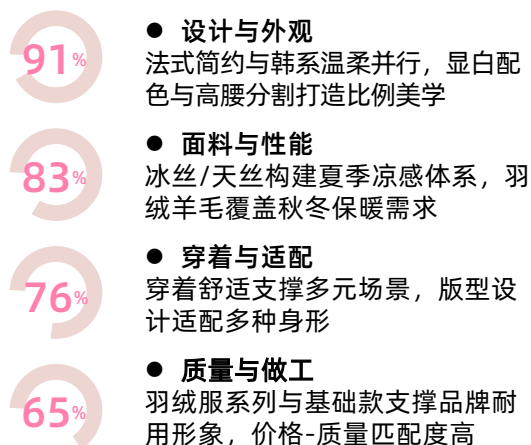 91%
● 设计与外观
法式简约与韩系温柔并行，显白配
色与高腰分割打造比例美学
83%
● 面料与性能
冰丝/天丝构建夏季凉感体系，羽
绒羊毛覆盖秋冬保暖需求
76%
● 穿着与适配
穿着舒适支撑多元场景，版型设
计适配多种身形
65%
● 质量与做工
羽绒服系列与基础款支撑品牌耐
用形象，价格-质量匹配度高